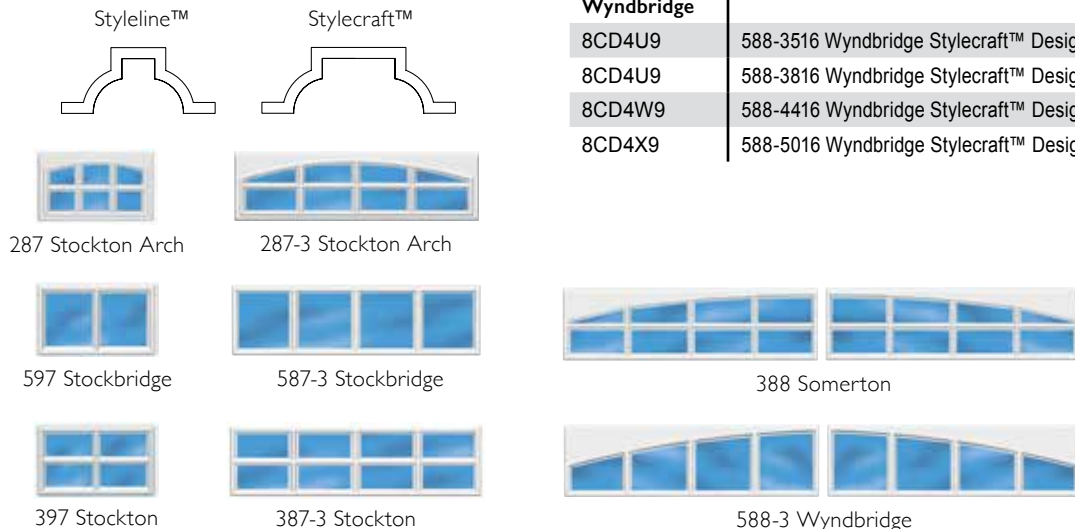 Styleline™
Stylecraft™
287 Stockton Arch
287-3 Stockton Arch
597 Stockbridge
587-3 Stockbridge
397 Stockton
387-3 Stockton
Wyndbridge
8CD4U9 588-3516 Wyndbridge Stylecraft™
8CD4U9 588-3816 Wyndbridge Stylecraft™
8CD4W9 588-4416 Wyndbridge Stylecraft™
8CD4X9 588-5016 Wyndbridge Stylecraft™
388 Somerton
588-3 Wyndbridge